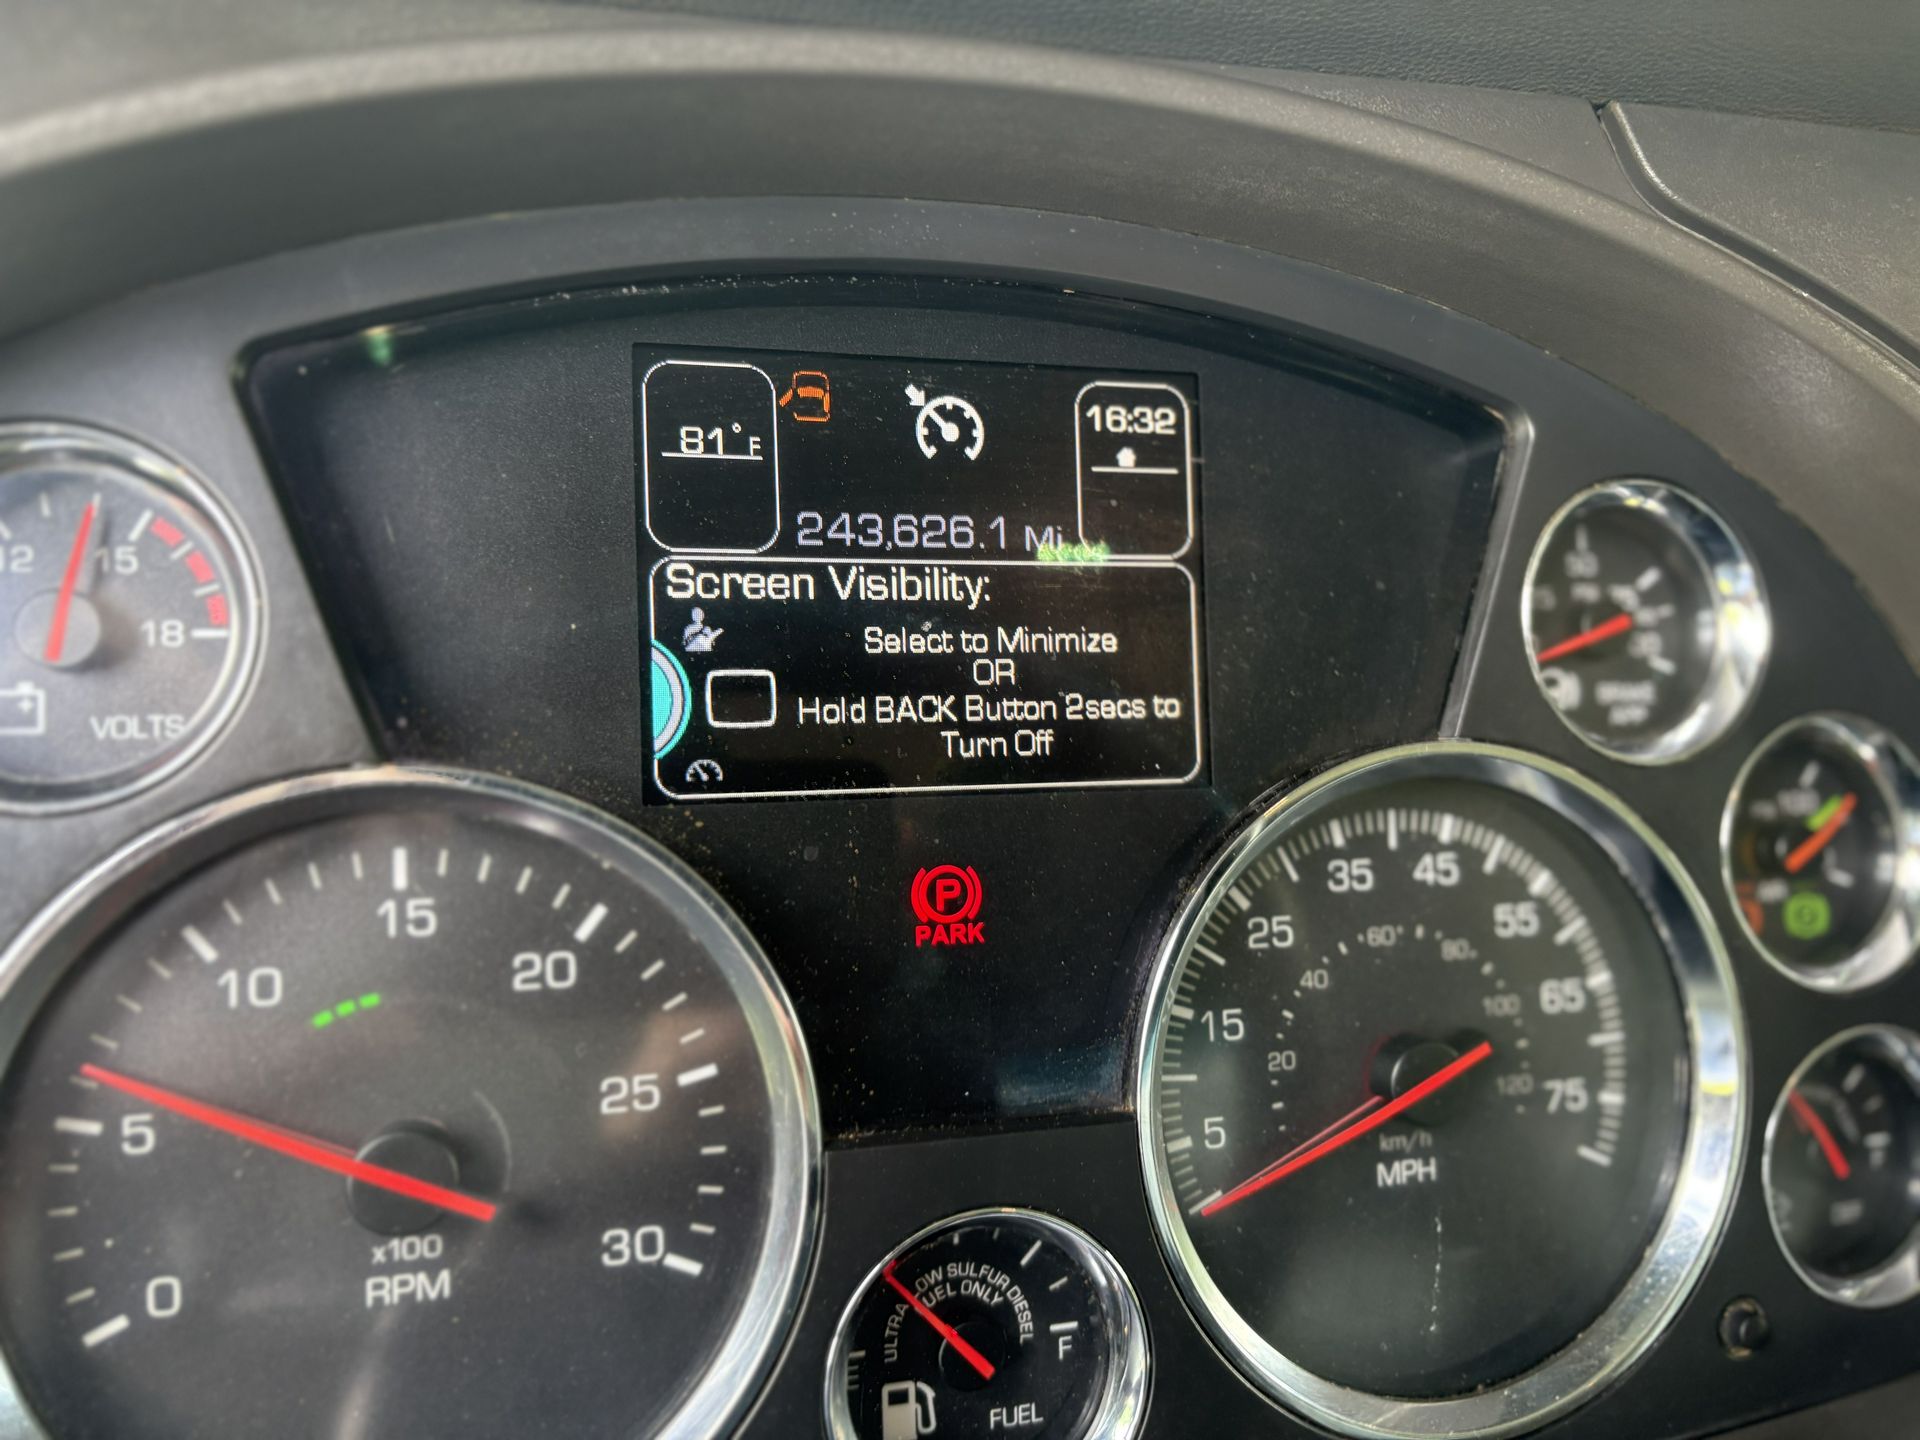 81° F
16:32
243,626.1 Mi
Screen Visibility:
Select to Minimize
OR
Hold BACK Button 2secs to
Turn Off
12
15
18
VOLTS
P
PARK
0
5
10
15
20
25
30
x100
RPM
5
15
25
35
45
55
65
75
20
40
60
80
100
120
km/h
MPH
ULTRA LOW SULFUR DIESEL
FUEL ONLY
F
FUEL